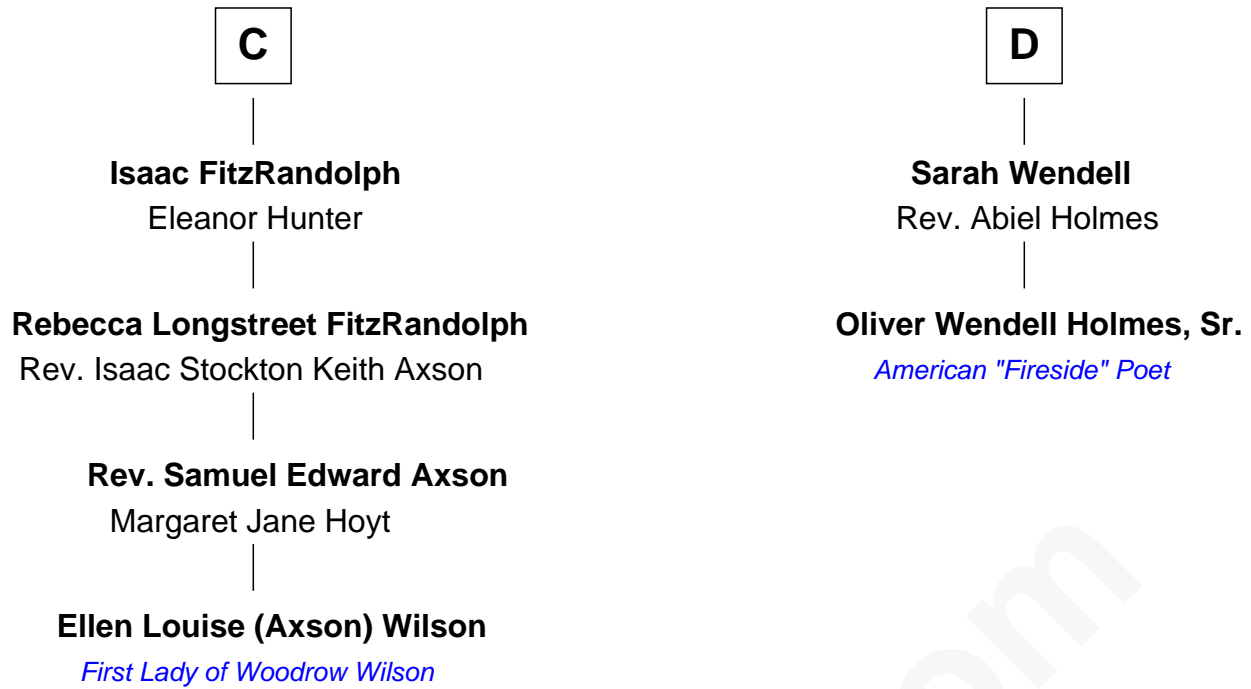 C
Isaac FitzRandolph
Eleanor Hunter
Rebecca Longstreet FitzRandolph
Rev. Isaac Stockton Keith Axson
Rev. Samuel Edward Axson
Margaret Jane Hoyt
Ellen Louise (Axson) Wilson
First Lady of Woodrow Wilson
D
Sarah Wendell
Rev. Abiel Holmes
Oliver Wendell Holmes, Sr.
American "Fireside" Poet
om